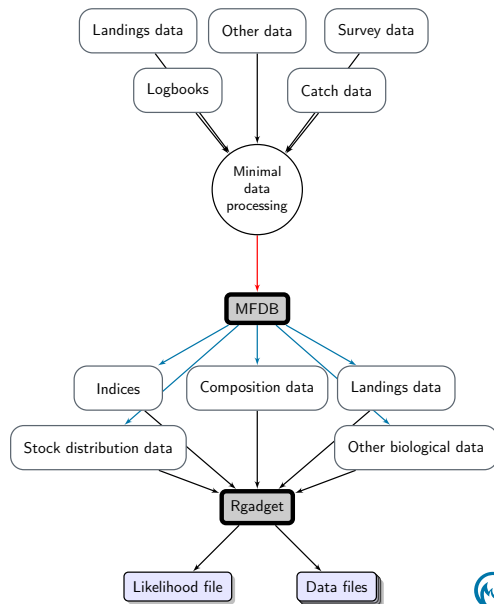 Landings data
Other data
Survey data
Logbooks
Catch data
Minimal
data
processing
MFDB
Indices
Composition data
Landings data
Stock distribution data
Other biological data
Rgadget
Likelihood file
Data files